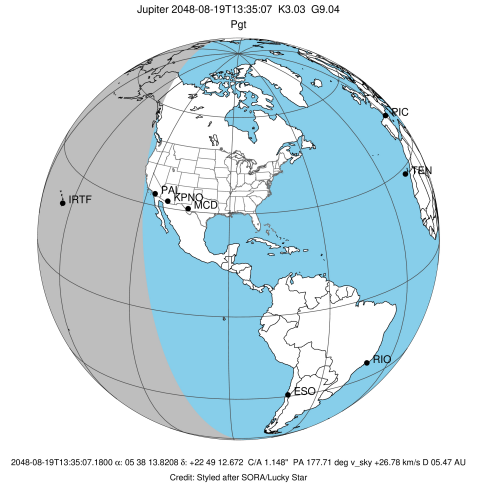 Jupiter 2048-08-19T13:35:07 K3.03 G9.04
Pgt
PIC
TEN
PAL
KPNO
IRTF
MCD
RIO
ESO
2048-08-19T13:35:07.1800 α: 05 38 13.8208 δ: +22 49 12.672 C/A 1.148" PA 177.71 deg v_sky +26.78 km/s D 05.47 AU
Credit: Styled after SORA/Lucky Star